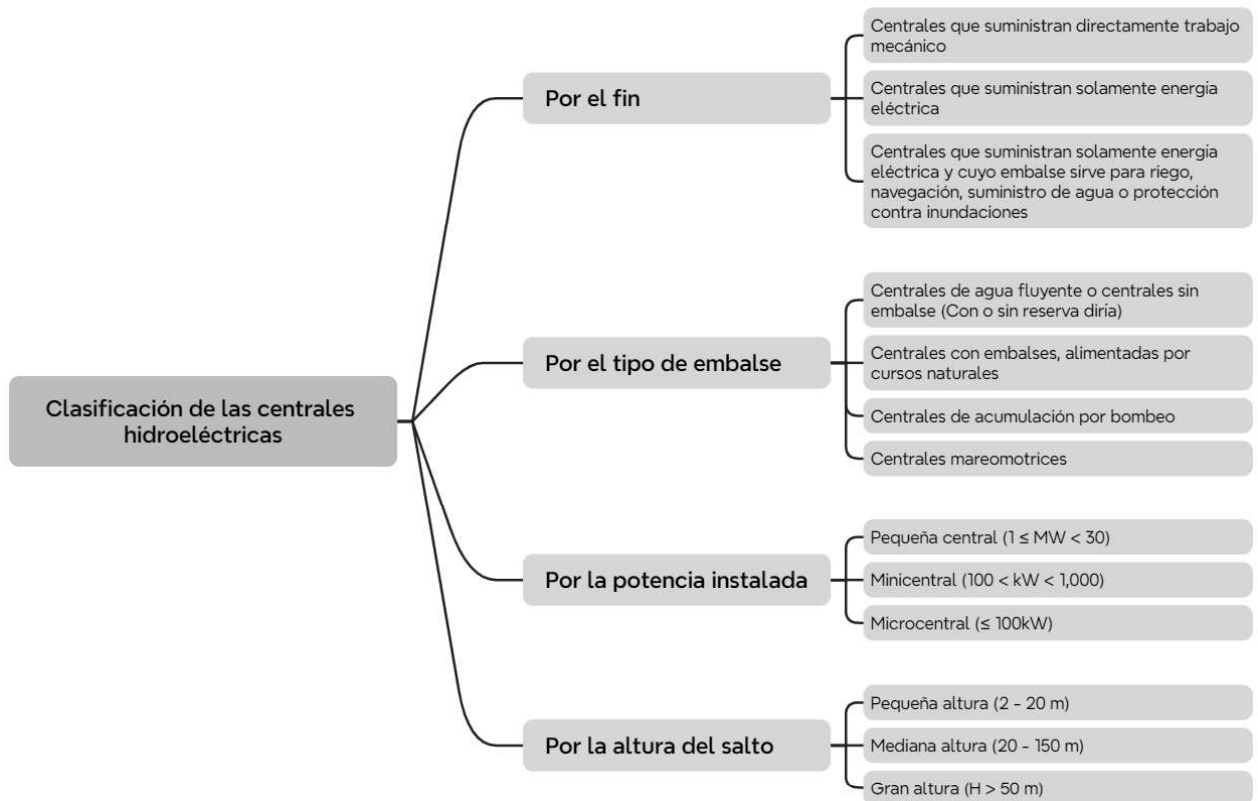 Clasificación de las centrales
hidroeléctricas
Por el fin
Centrales que suministran directamente trabajo
mecánico
Centrales que suministran solamente energía
eléctrica
Centrales que suministran solamente energía
eléctrica y cuyo embalse sirve para riego,
navegación, suministro de agua o protección
contra inundaciones
Por el tipo de embalse
Centrales de agua fluyente o centrales sin
embalse (Con o sin reserva diría)
Centrales con embalses, alimentadas por
cursos naturales
Centrales de acumulación por bombeo
Centrales mareomotrices
Por la potencia instalada
Pequeña central (1 ≤ MW < 30)
Minicentral (100 < kW < 1,000)
Microcentral (≤ 100kW)
Por la altura del salto
Pequeña altura (2 - 20 m)
Mediana altura (20 - 150 m)
Gran altura (H > 50 m)